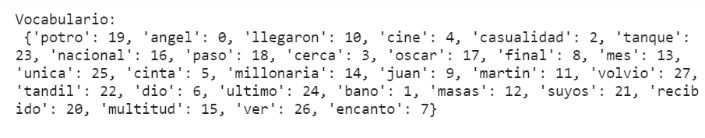 Vocabulario:
{'potro': 19, 'angel': 0, 'llegaron': 10, 'cine': 4, 'casualidad': 2, 'tanque':
23, 'nacional': 16, 'paso': 18, 'cerca': 3, 'oscar': 17, 'final': 8, 'mes': 13,
'unica': 25, 'cinta': 5, 'millonaria': 14, 'juan': 9, 'martin': 11, 'volvio': 27,
'tandil': 22, 'dio': 6, 'ultimo': 24, 'bano': 1, 'masas': 12, 'suyos': 21, 'recib
ido': 20, 'multitud': 15, 'ver': 26, 'encanto': 7}